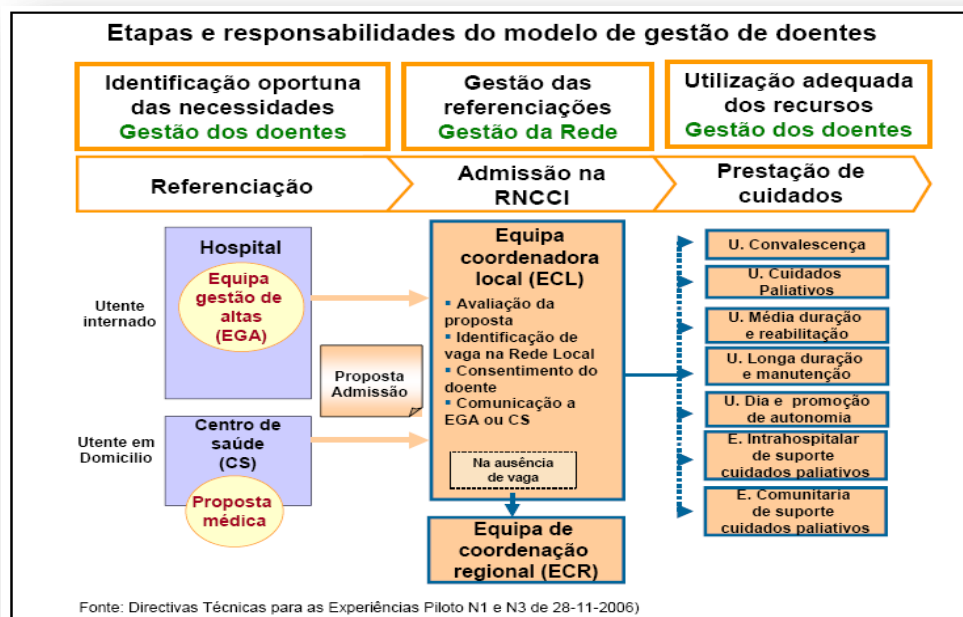 Etapas e responsabilidades do modelo de gestão de doentes
Identificação oportuna
das necessidades
Gestão dos doentes
Gestão das
referenciações
Gestão da Rede
Utilização adequada
dos recursos
Gestão dos doentes
Referenciação
Admissão na
RNCCI
Prestação de
cuidados
Utente
internado
Hospital
Equipa
gestão de
altas
(EGA)
Utente em
Domicilio
Centro de
saúde
(CS)
Proposta
médica
Proposta
Admissão
Equipa
coordenadora
local (ECL)
▪ Avaliação da
proposta
▪ Identificação de
vaga na Rede Local
▪ Consentimento do
doente
▪ Comunicação a
EGA ou CS
Na ausência
de vaga
Equipa de
coordenação
regional (ECR)
U. Convalescença
U. Cuidados
Paliativos
U. Média duração
e reabilitação
U. Longa duração
e manutenção
U. Dia e promoção
de autonomia
E. Intrahospitalar
de suporte
cuidados paliativos
E. Comunitaria
de suporte
cuidados paliativos
Fonte: Directivas Técnicas para as Experiências Piloto N1 e N3 de 28-11-2006)